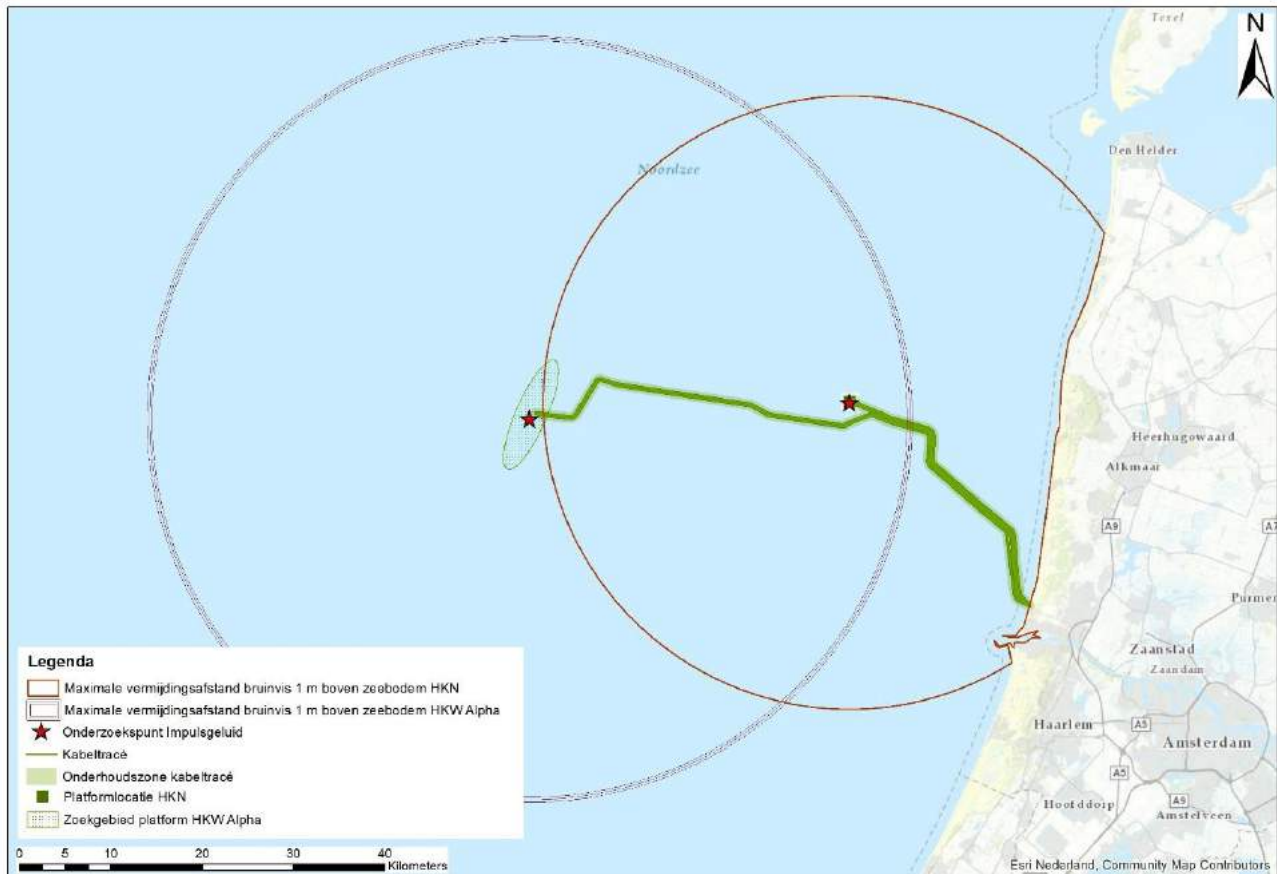 Texel
N
Den Helder
Noordzee
Heerhugowaard
Alkmaar
A9
A7
Purmer
Zaanstad
Zaandam
Haarlem
A5
Amsterdam
A5
A9
Hoofddorp
Amstelveen
Legenda
Maximale vermijdingsafstand bruinvis 1 m boven zeebodem HKN
Maximale vermijdingsafstand bruinvis 1 m boven zeebodem HKW Alpha
Onderzoekspunt Impulsgeluid
Kabeltracé
Onderhoudszone kabeltracé
Platformlocatie HKN
Zoekgebied platform HKW Alpha
0 5 10 20 30 40
Kilometers
Esri Nederland, Community Map Contributors